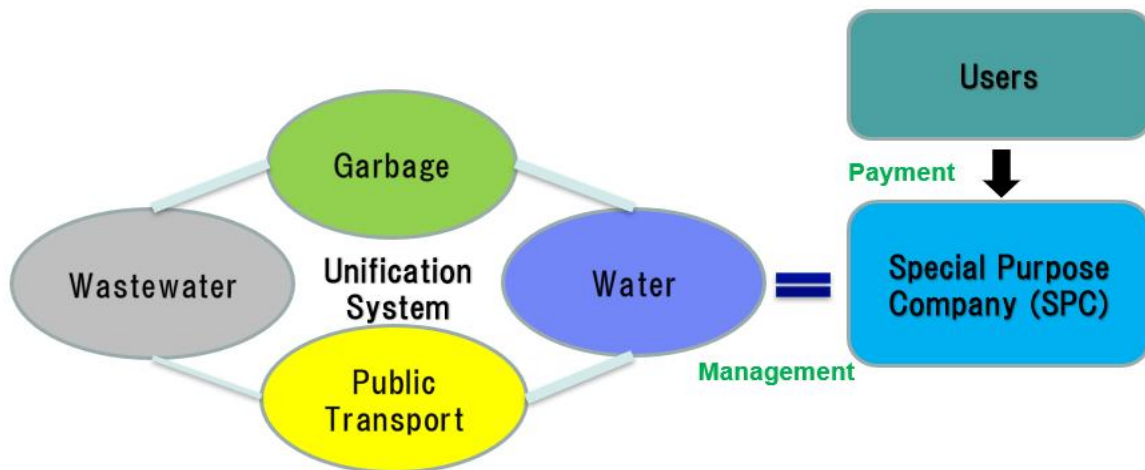 Users
Payment
Garbage
Wastewater
Unification
System
Water
Special Purpose
Company (SPC)
Management
Public
Transport